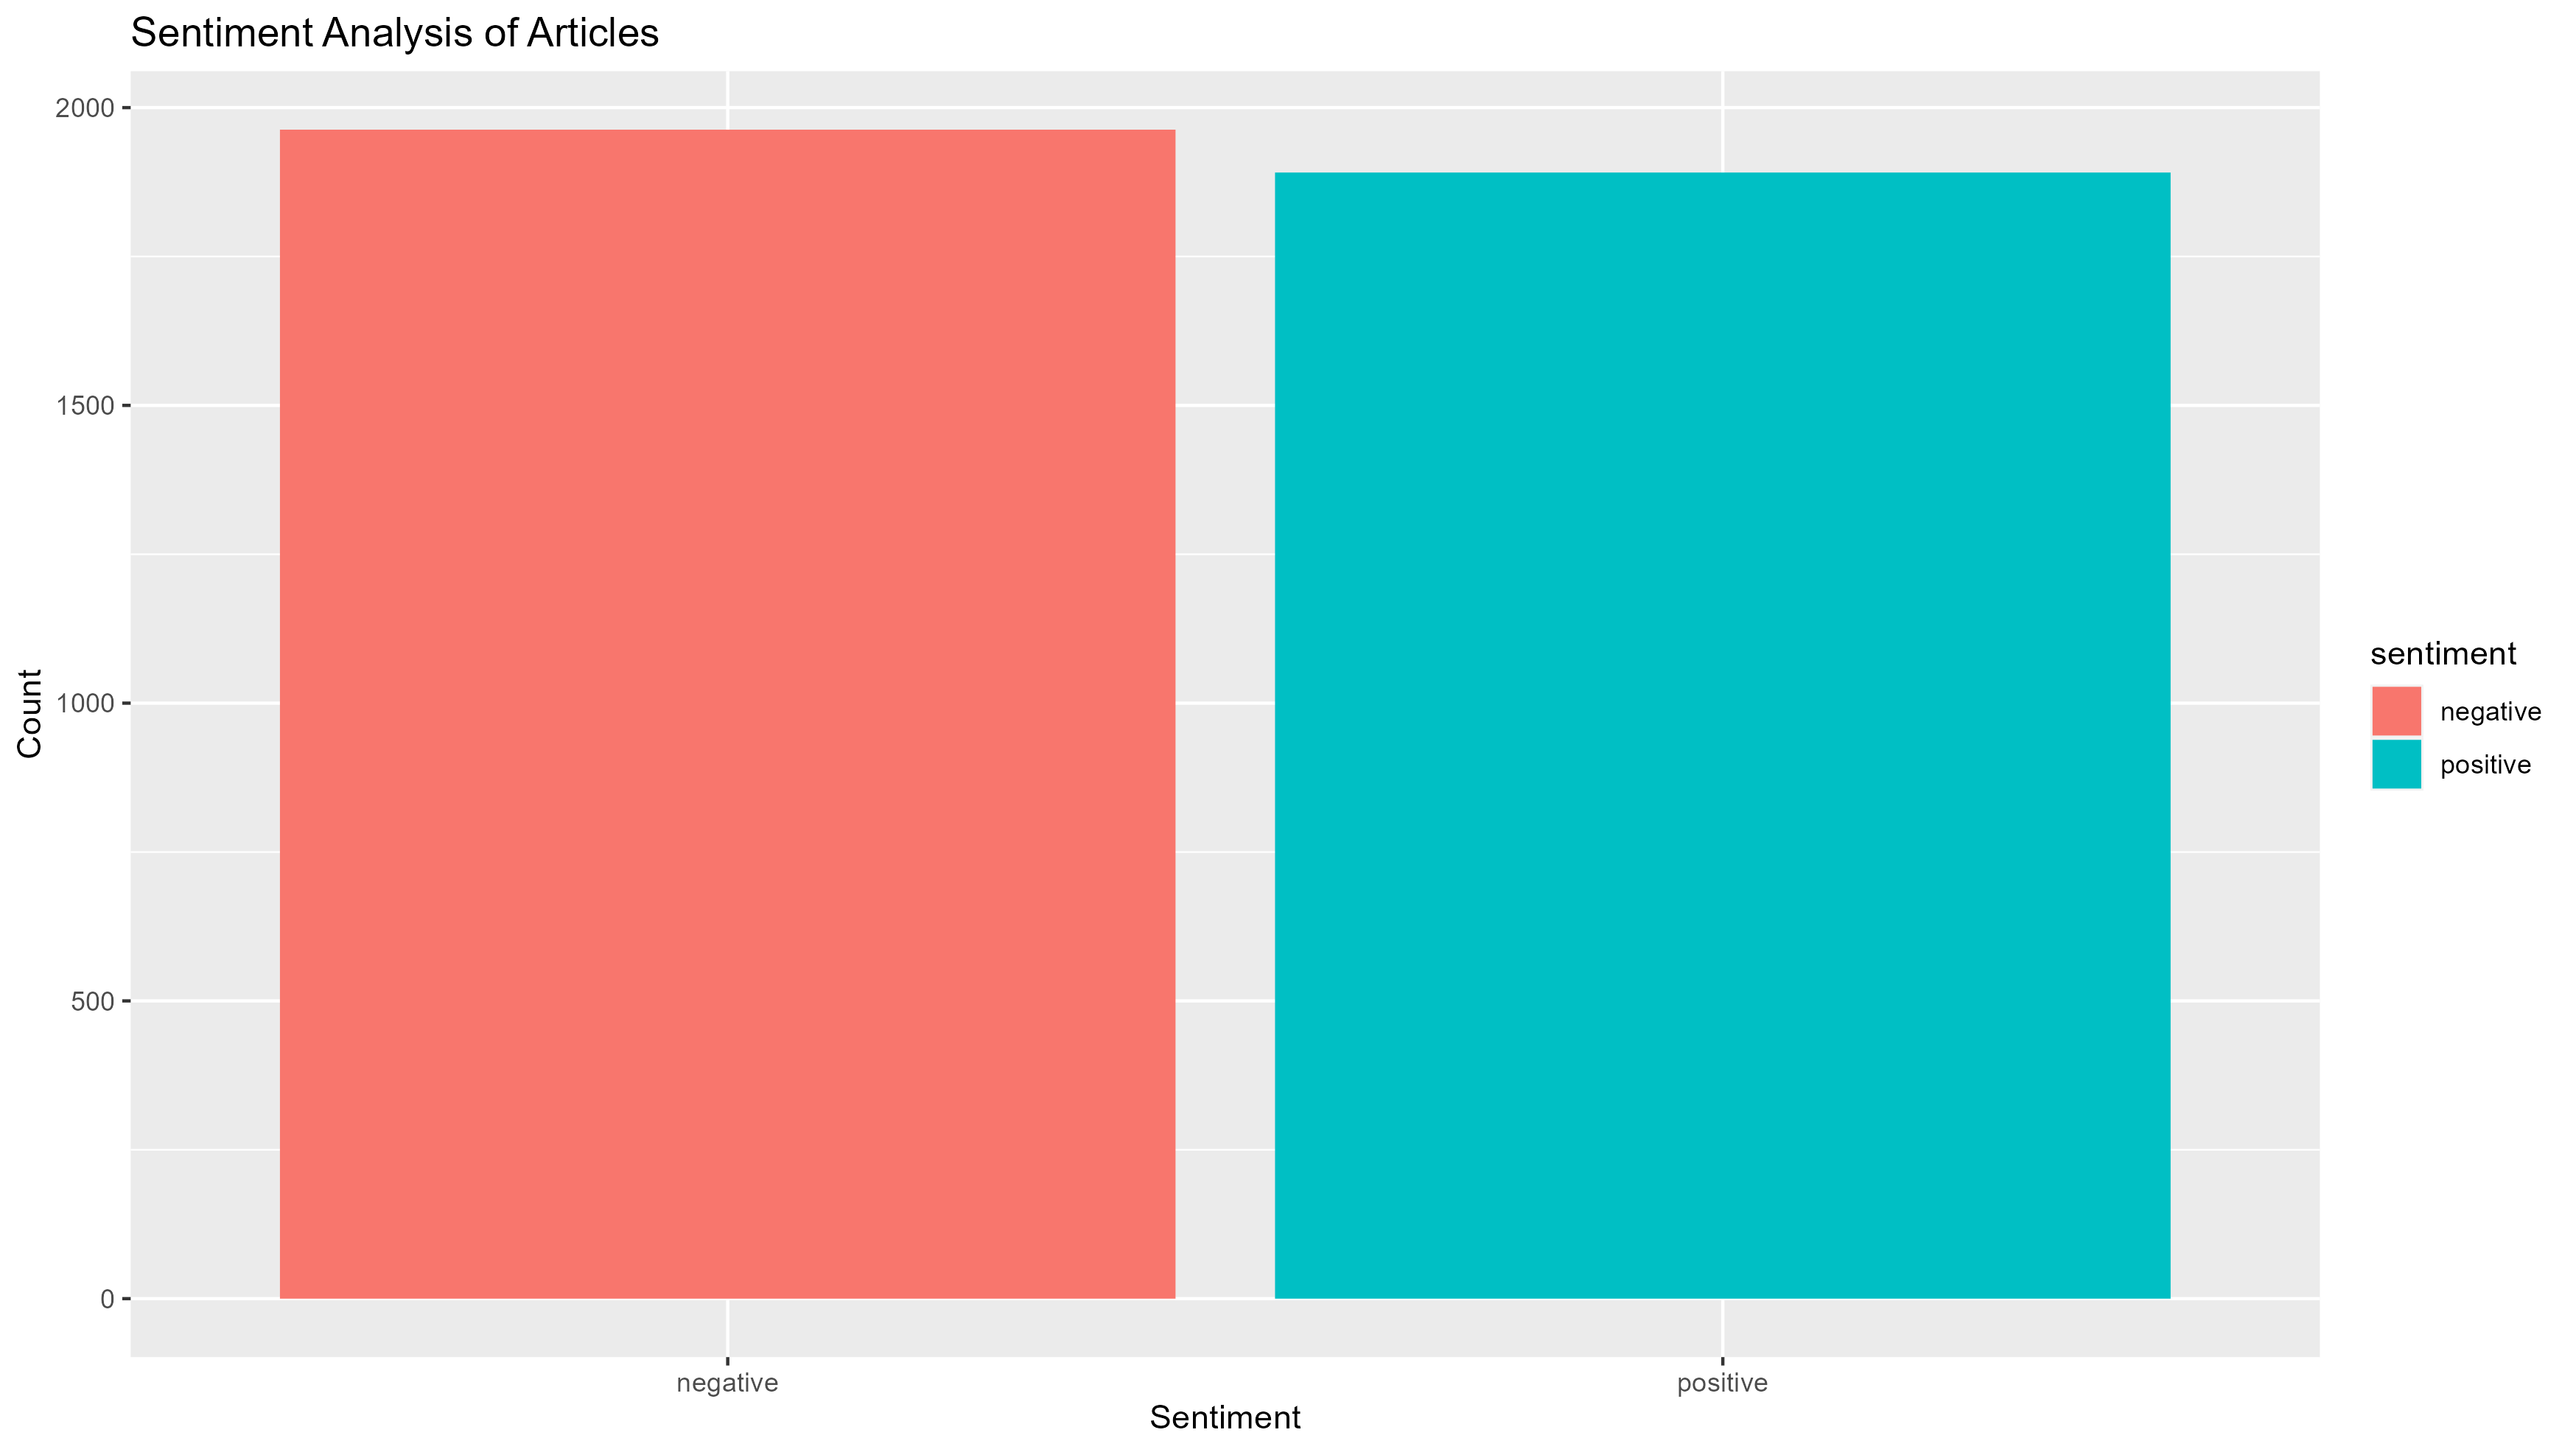 Sentiment Analysis of Articles
2000
1500
1000
500
0
Count
negative
positive
Sentiment
sentiment
negative
positive